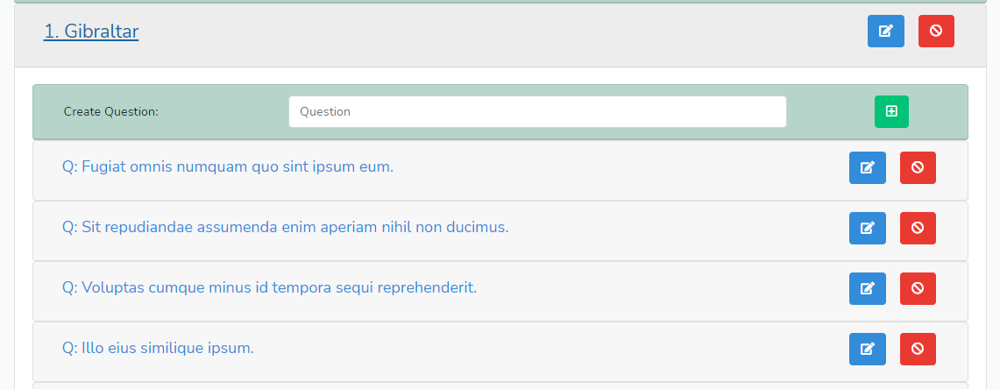 1. Gibraltar
Create Question:
Question
Q: Fugiat omnis numquam quo sint ipsum eum.
Q: Sit repudiandae assumenda enim aperiam nihil non ducimus.
Q: Voluptas cumque minus id tempora sequi reprehenderit.
Q: Illo eius similique ipsum.